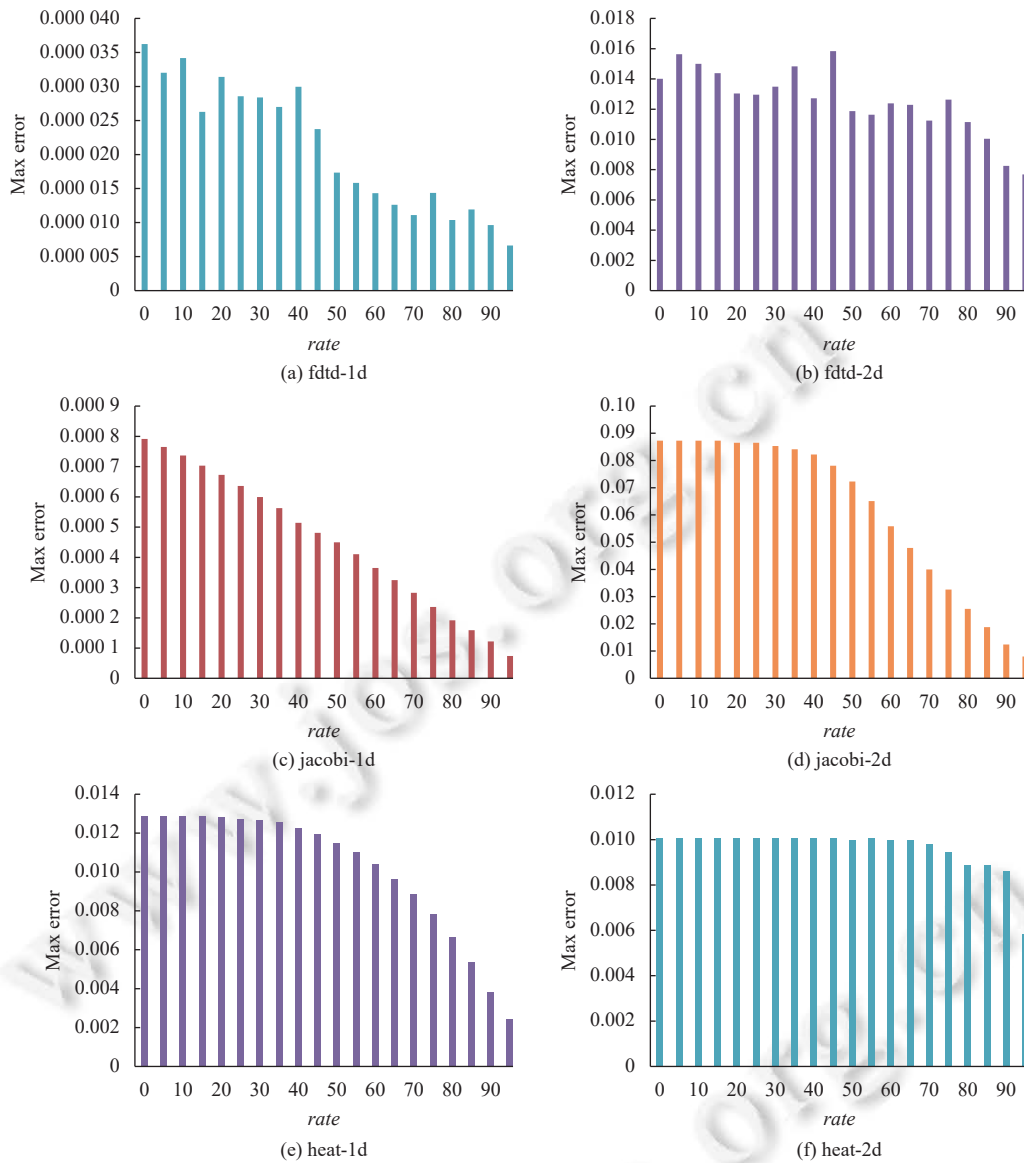 0.000 040
0.000 035
0.000 030
0.000 025
0.000 020
0.000 015
0.000 010
0.000 005
0
Max error
0 10 20 30 40 50 60 70 80 90
rate
(a) fdtd-1d
0.018
0.016
0.014
0.012
0.010
0.008
0.006
0.004
0.002
0
Max error
0 10 20 30 40 50 60 70 80 90
rate
(b) fdtd-2d
0.000 9
0.000 8
0.000 7
0.000 6
0.000 5
0.000 4
0.000 3
0.000 2
0.000 1
0
Max error
0 10 20 30 40 50 60 70 80 90
rate
(c) jacobi-1d
0.10
0.09
0.08
0.07
0.06
0.05
0.04
0.03
0.02
0.01
0
Max error
0 10 20 30 40 50 60 70 80 90
rate
(d) jacobi-2d
0.014
0.012
0.010
0.008
0.006
0.004
0.002
0
Max error
0 10 20 30 40 50 60 70 80 90
rate
(e) heat-1d
0.012
0.010
0.008
0.006
0.004
0.002
0
Max error
0 10 20 30 40 50 60 70 80 90
rate
(f) heat-2d
www.jos.org.cn
org.cn